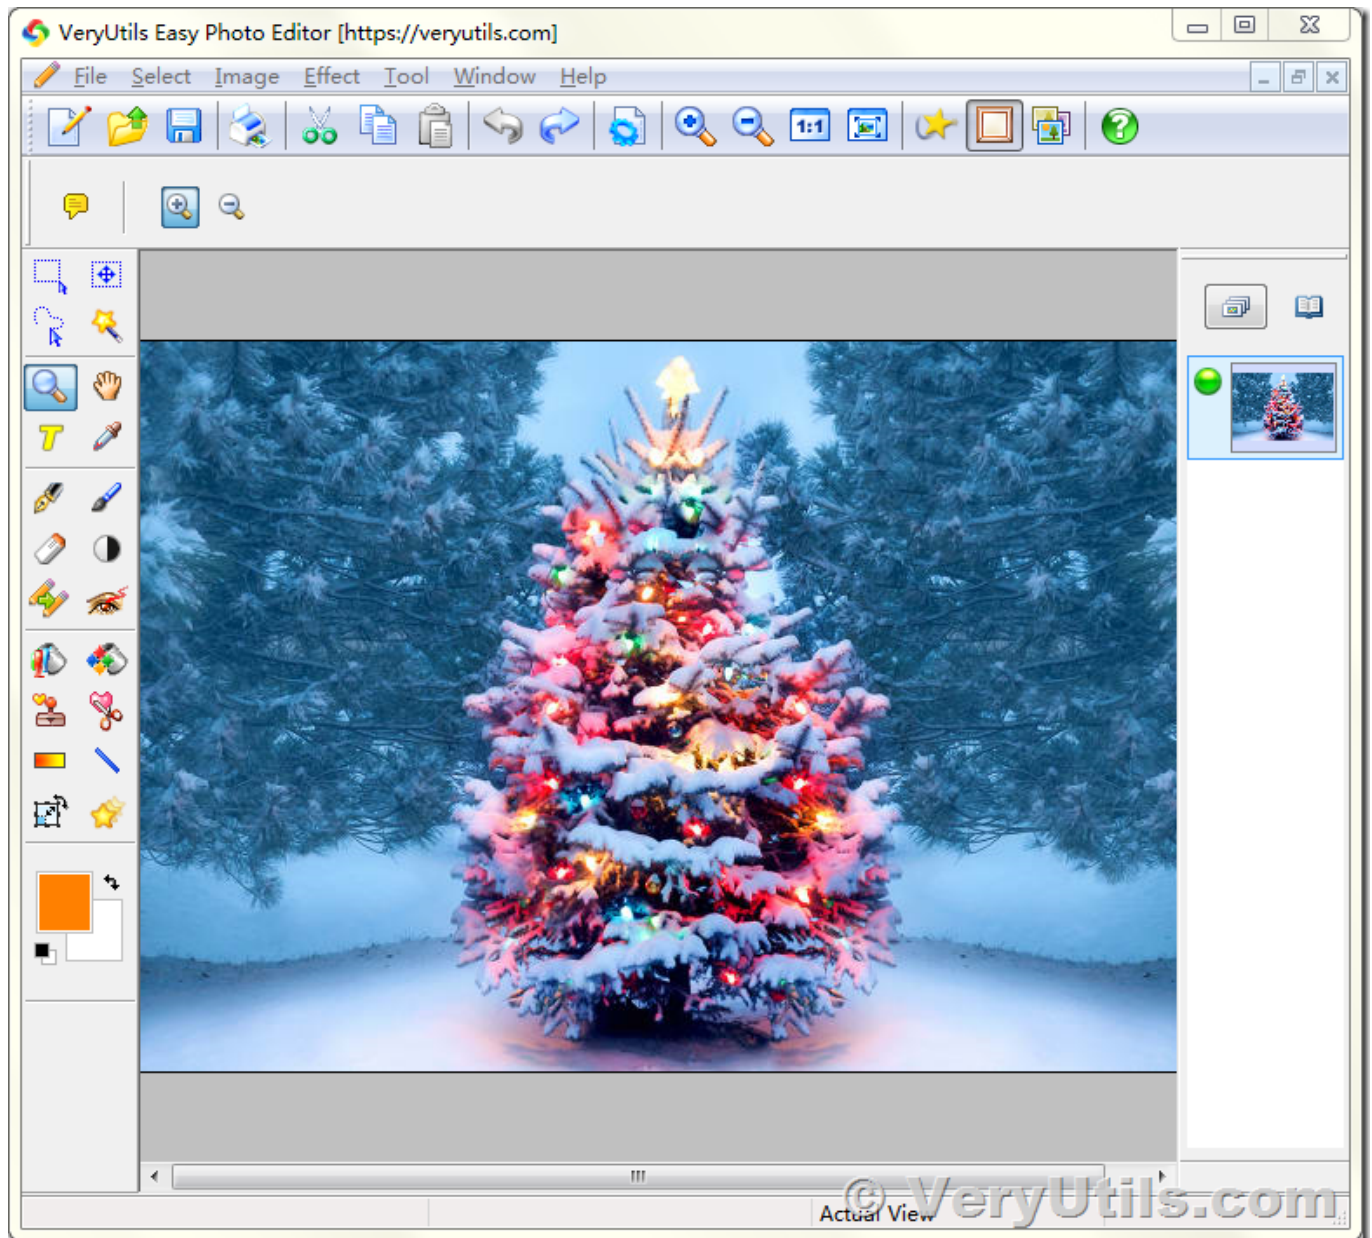 VeryUtils Easy Photo Editor [https://veryutils.com]
File Select Image Effect Tool Window Help
1:1
T
Actual View
© VeryUtils.com